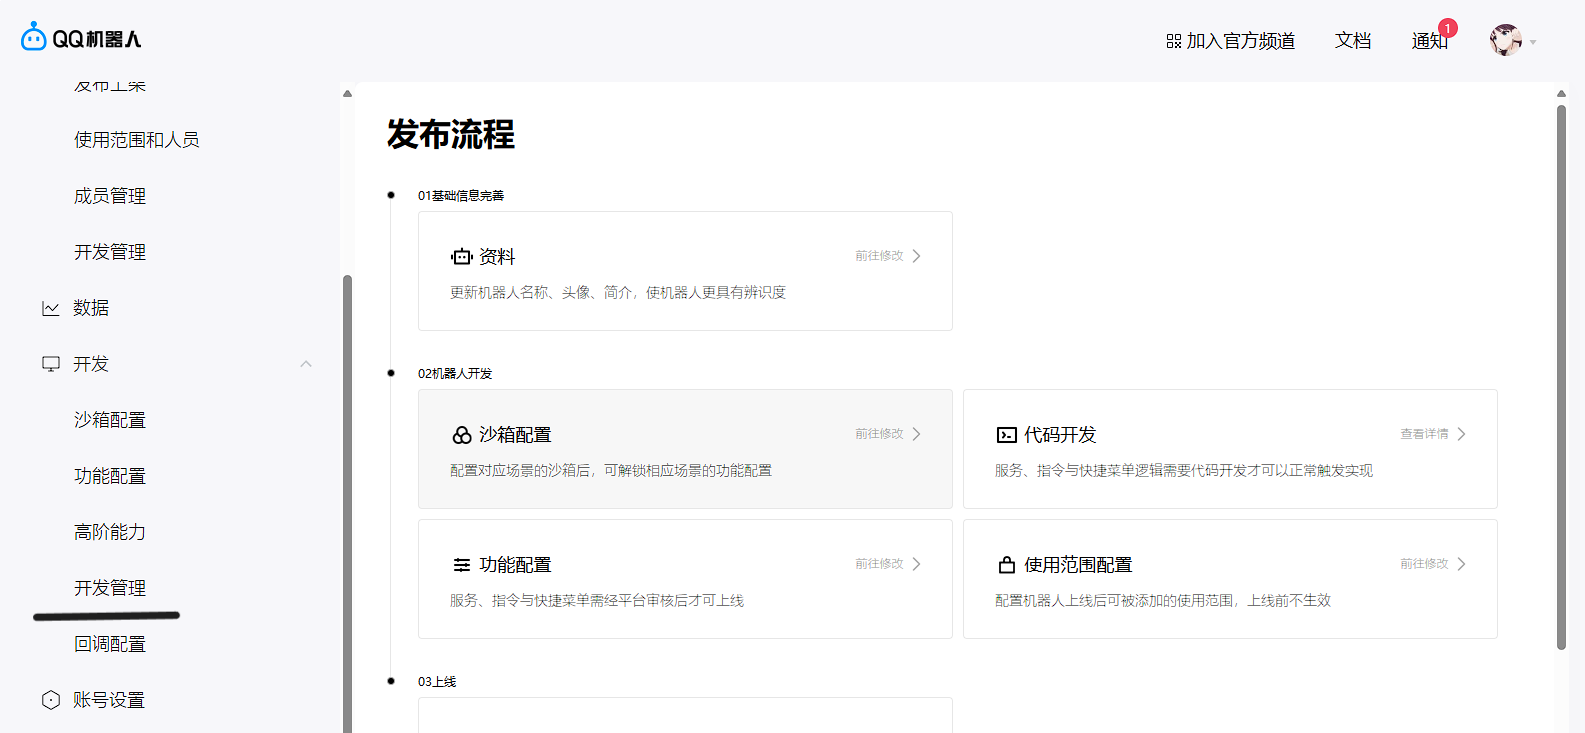 QQ机器人
加入官方频道
文档
通知
1
发布上架
使用范围和人员
成员管理
开发管理
数据
开发
沙箱配置
功能配置
高阶能力
开发管理
回调配置
账号设置
发布流程
01基础信息完善
资料
前往修改
更新机器人名称、头像、简介，使机器人更具有辨识度
02机器人开发
沙箱配置
前往修改
配置对应场景的沙箱后，可解锁相应场景的功能配置
代码开发
查看详情
服务、指令与快捷菜单逻辑需要代码开发才可以正常触发实现
功能配置
前往修改
服务、指令与快捷菜单需经平台审核后才可上线
使用范围配置
前往修改
配置机器人上线后可被添加的使用范围，上线前不生效
03上线